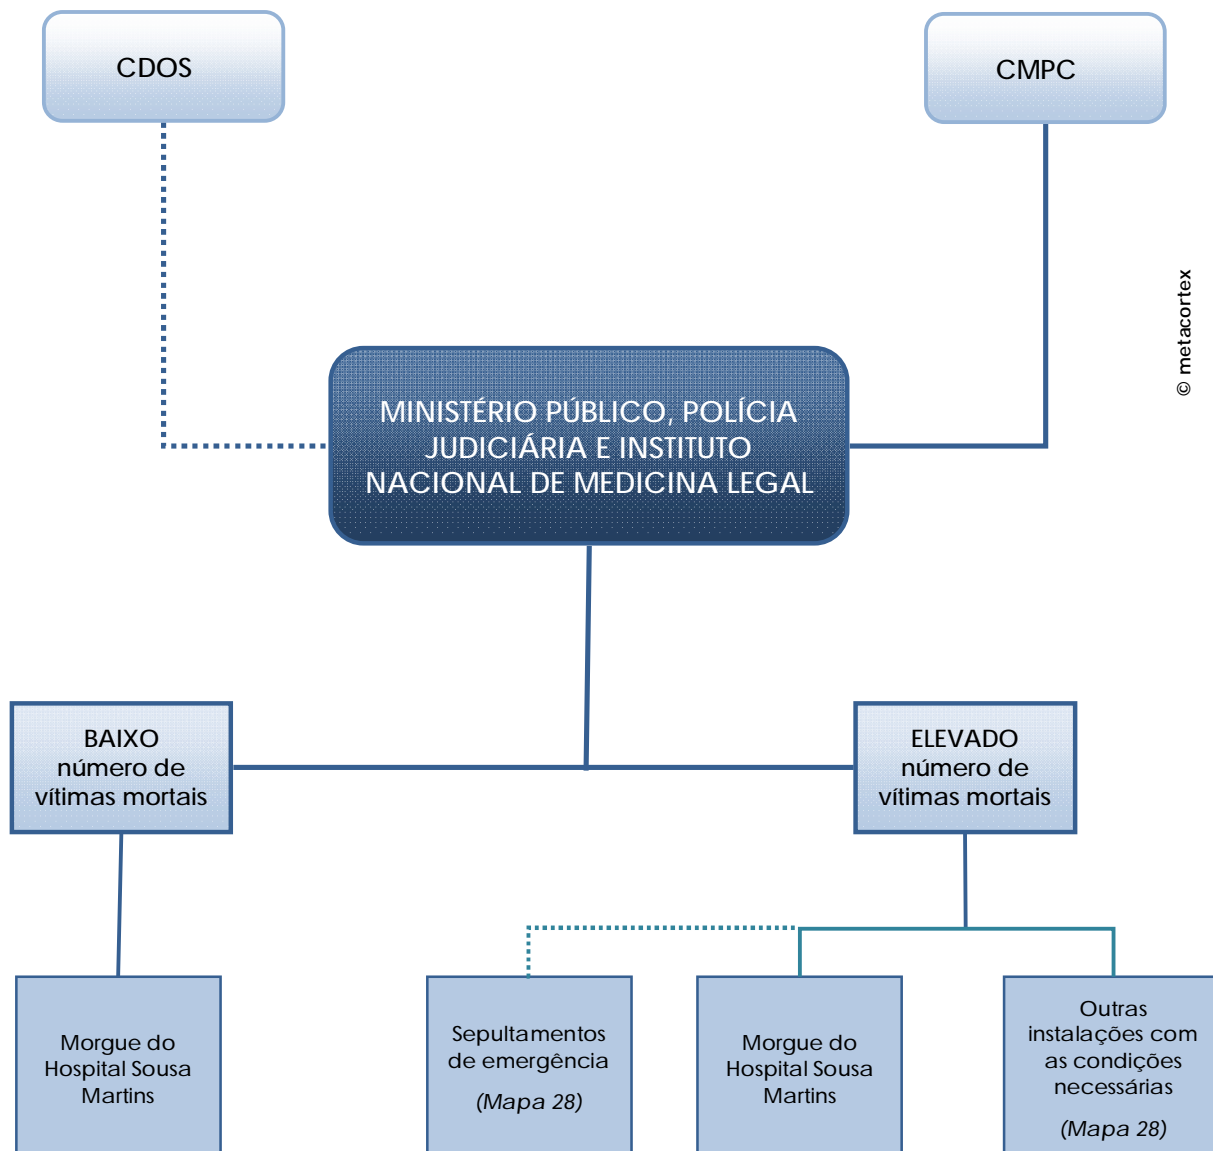 CDOS
CMPC
© metacortex
MINISTÉRIO PÚBLICO, POLÍCIA
JUDICIÁRIA E INSTITUTO
NACIONAL DE MEDICINA LEGAL
BAIXO
número de
vítimas mortais
ELEVADO
número de
vítimas mortais
Morgue do
Hospital Sousa
Martins
Sepultamentos
de emergência
(Mapa 28)
Morgue do
Hospital Sousa
Martins
Outras
instalações com
as condições
necessárias
(Mapa 28)